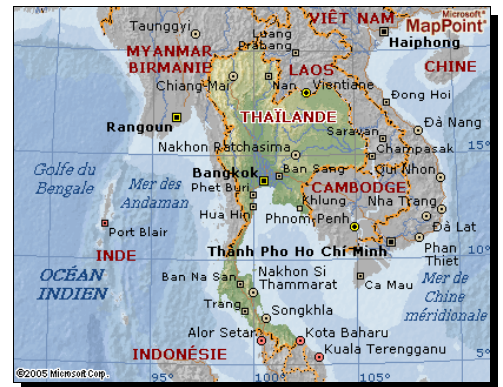 Microsoft®
MapPoint®
VIÊT NAM
Taunggyi
Luang
Prabang
Haiphong
MYANMAR
BIRMANIE
LAOS
CHINE
Chiang-Mai
Nan
Vientiane
Đong Hoi
THAÏLANDE
Rangoun
Saravan
Đà Nang
Nakhon Ratchasima
Champasak
15°
Golfe du
Bengale
Bangkok
Ban Sang
Qui Nhon
Mer des
Andaman
Phet Buri
CAMBODGE
Khlung
Nha Trang
Hua Hin
Phnom-Penh
Port Blair
Đà Lat
INDE
Thành Pho Ho Chí Minh
Phan
Thiet
10°
OCÉAN
INDIEN
Ban Na San
Nakhon Si
Thammarat
Ca Mau
Mer de
Chine
méridionale
Trang
Songkhla
Alor Setar
Kota Baharu
INDONÉSIE
Kuala Terengganu
5°
©2005 Microsoft Corp.
95°
100°
105°